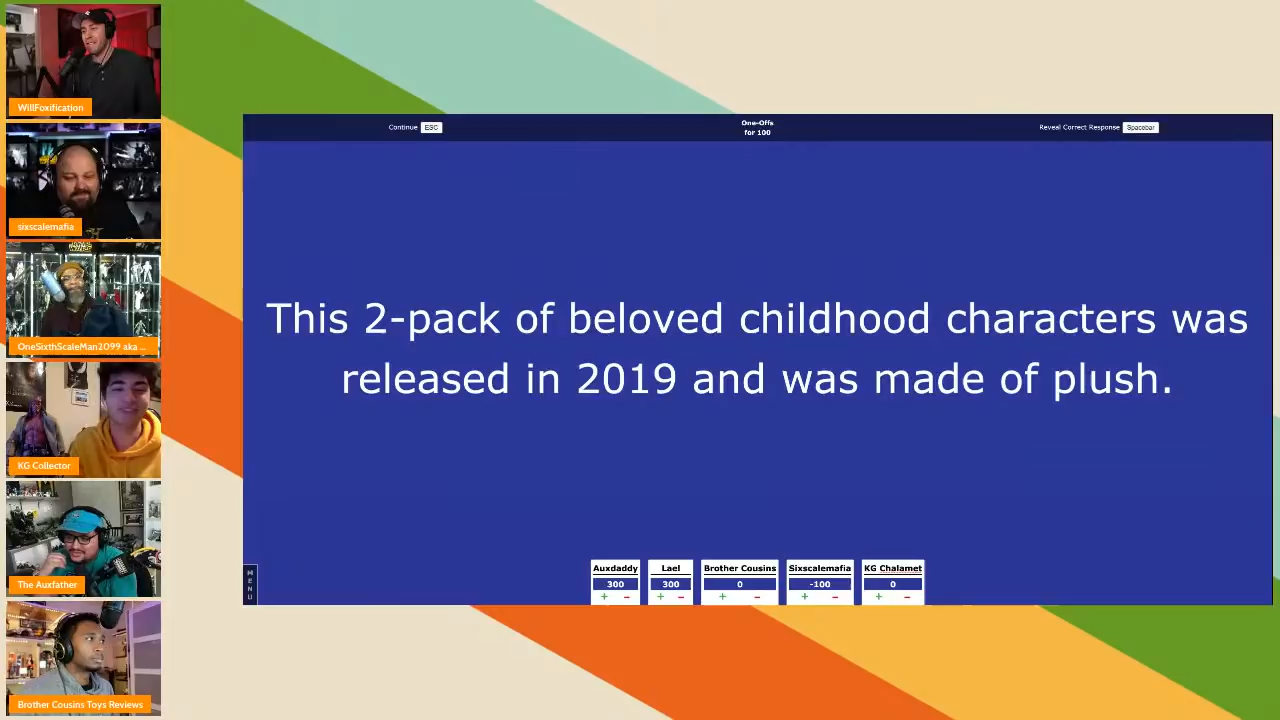 WillFoxification
sixscalemafia
OneSixthScaleMan2099 aka ...
KG Collector
The Auxfather
Brother Cousins Toys Reviews
Continue ESC
One-Offs
for 100
Reveal Correct Response Spacebar
This 2-pack of beloved childhood characters was
released in 2019 and was made of plush.
MENU
Auxdaddy Lael Brother Cousins Sixscalemafia KG Chalamet
300 300 0 -100 0
+ − + − + − + − + −